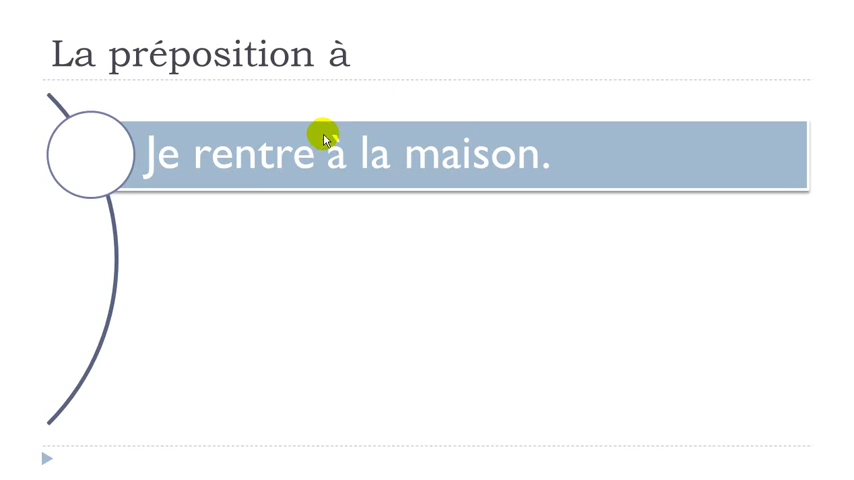 La préposition à
Je rentre à la maison.